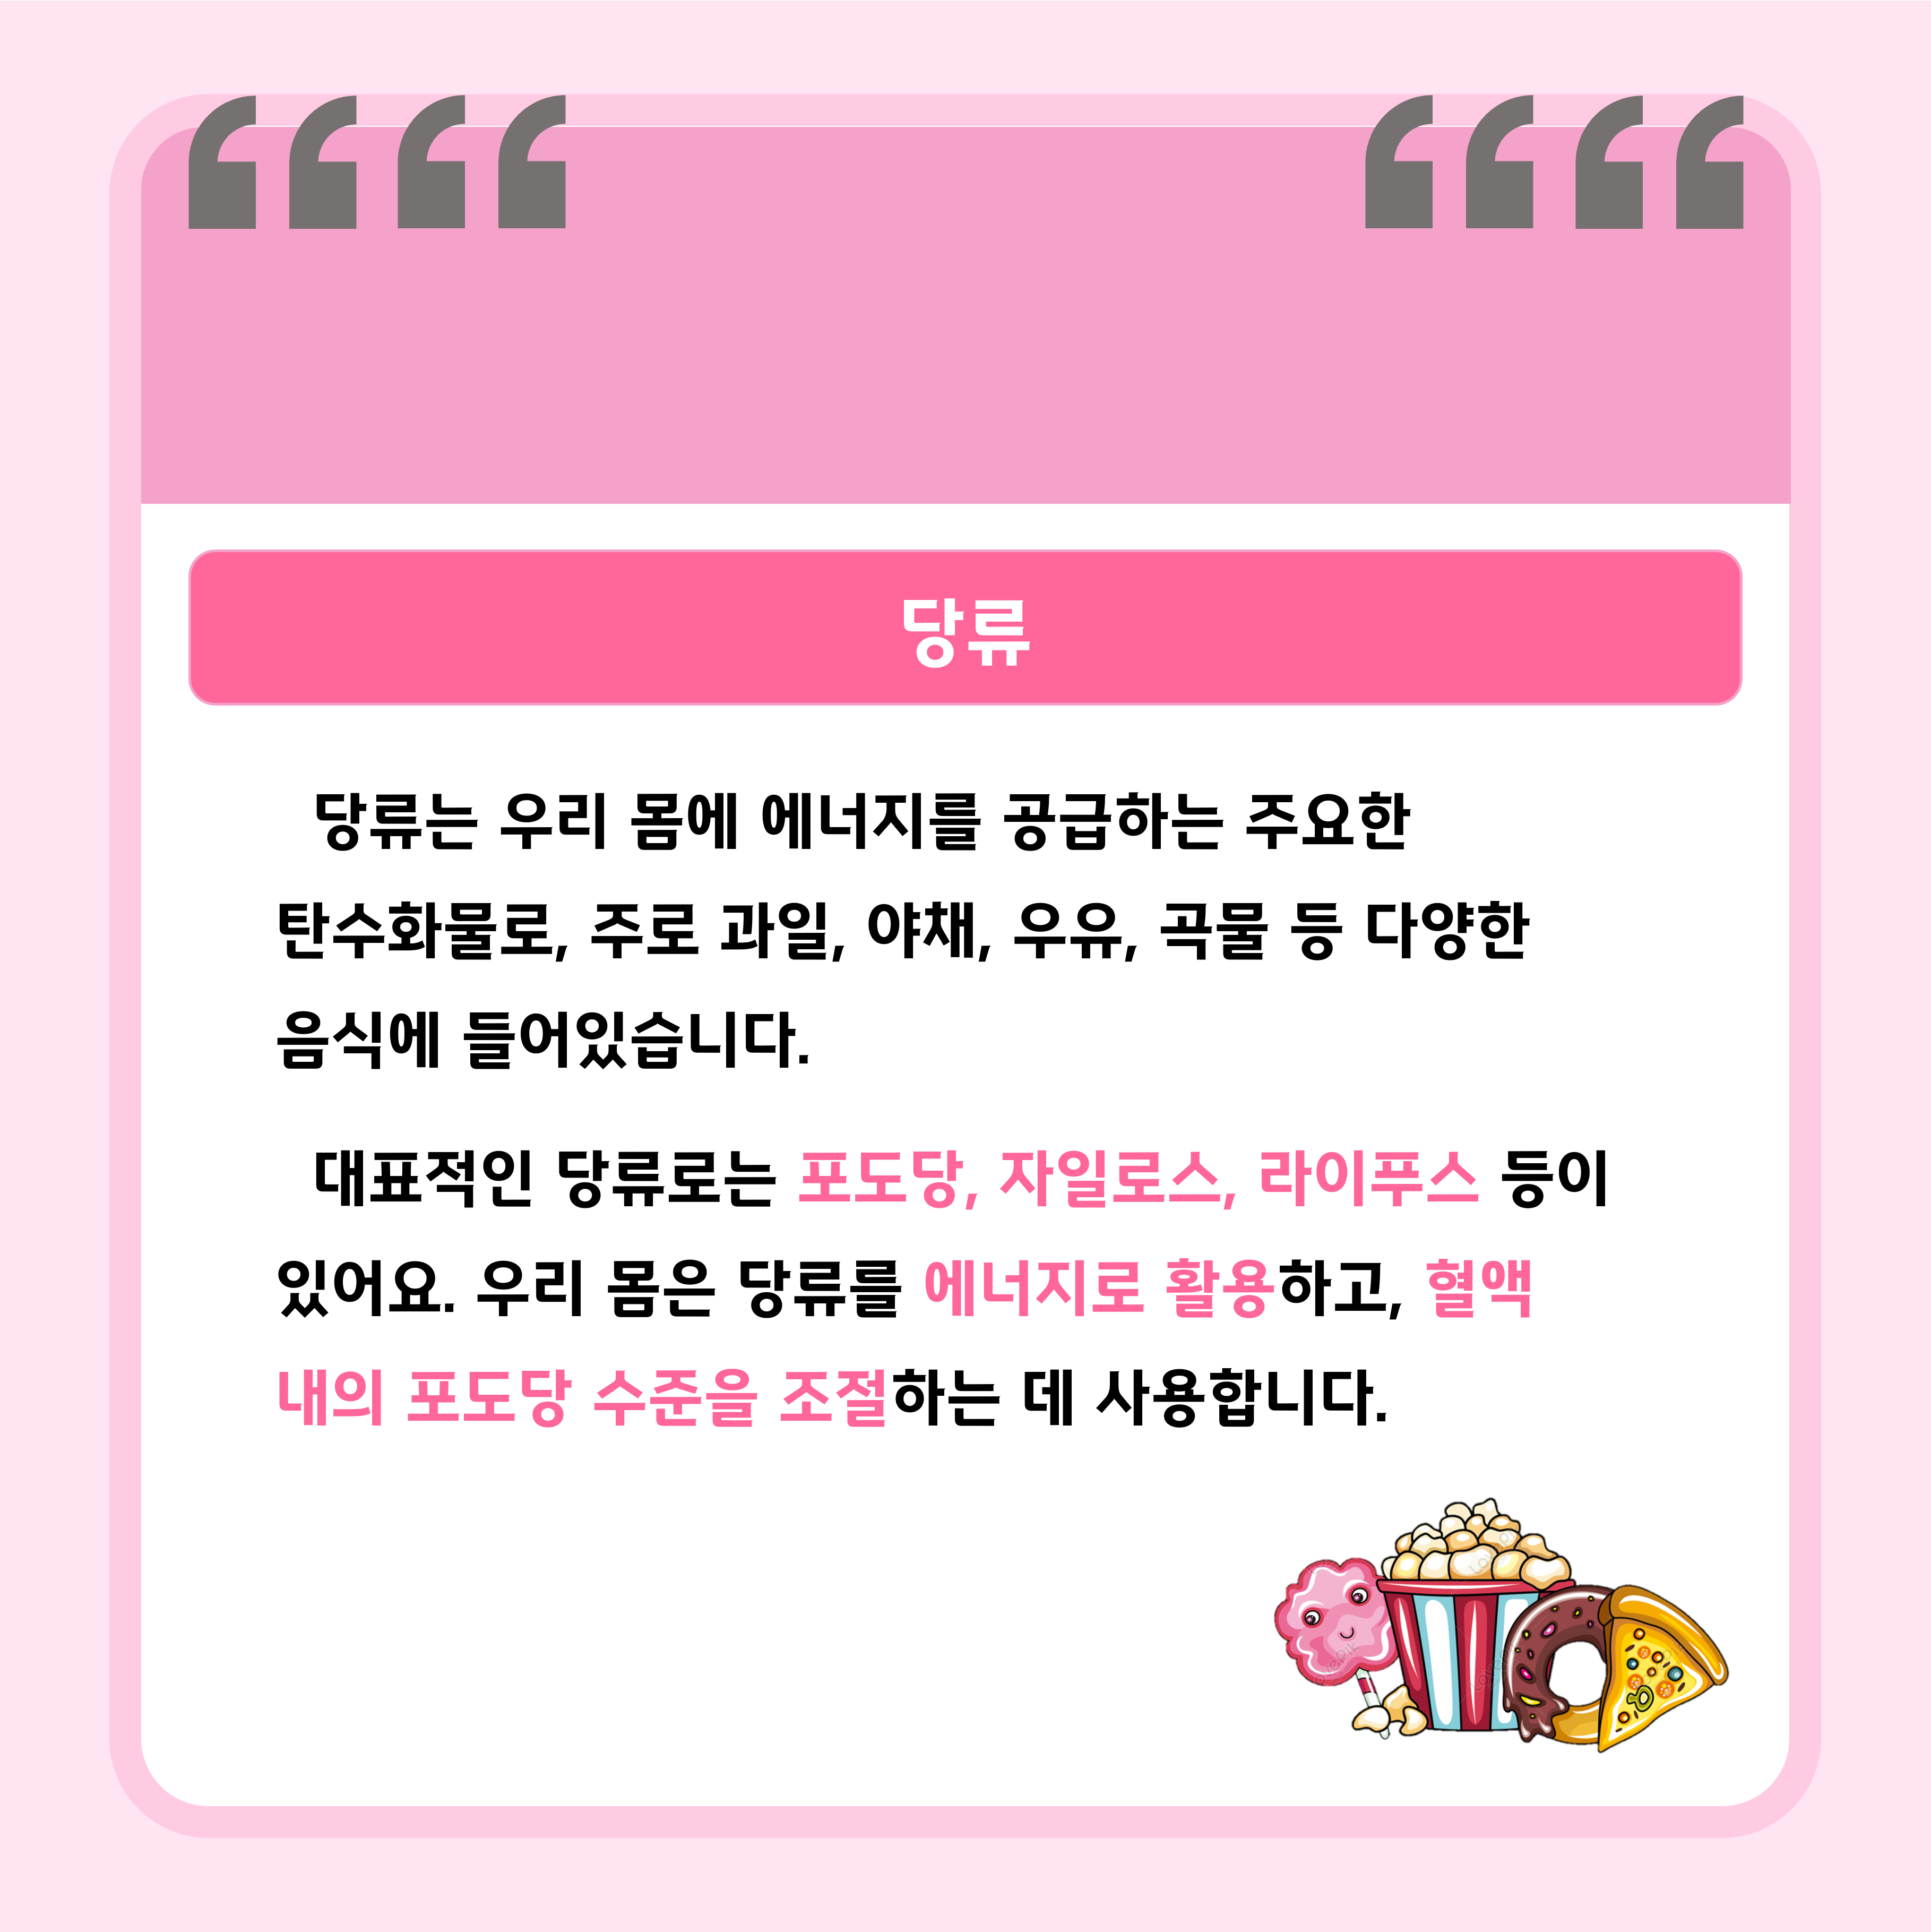 당류
당류는 우리 몸에 에너지를 공급하는 주요한
탄수화물로, 주로 과일, 야채, 우유, 곡물 등 다양한
음식에 들어있습니다.
대표적인 당류로는 포도당, 자일로스, 라이푸스 등이
있어요. 우리 몸은 당류를 에너지로 활용하고, 혈액
내의 포도당 수준을 조절하는 데 사용합니다.